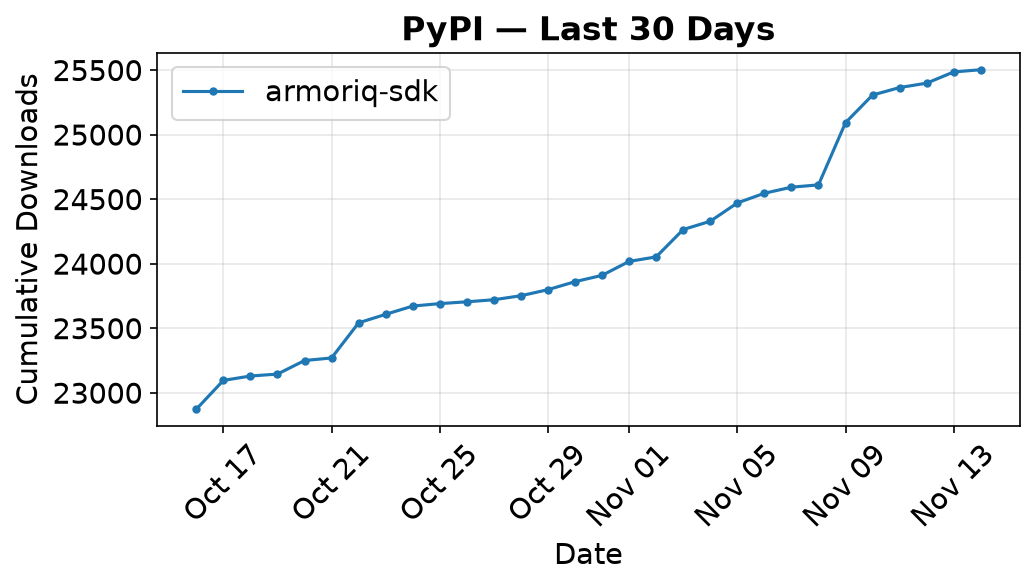 PyPI — Last 30 Days
armoriq-sdk
Cumulative Downloads
25500
25000
24500
24000
23500
23000
Oct 17
Oct 21
Oct 25
Oct 29
Nov 01
Nov 05
Nov 09
Nov 13
Date